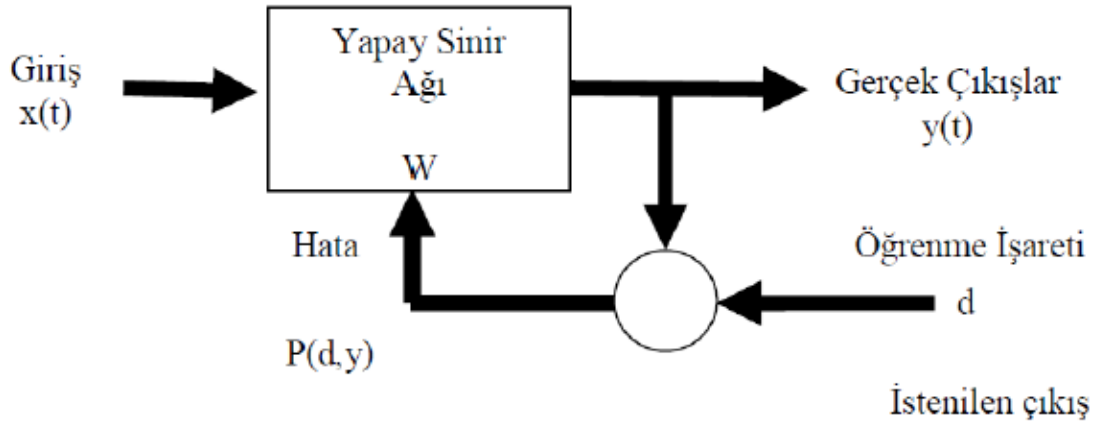 Giriş
x(t)
Yapay Sinir
Ağı
W
Gerçek Çıkışlar
y(t)
Hata
P(d,y)
Öğrenme İşareti
d
İstenilen çıkış